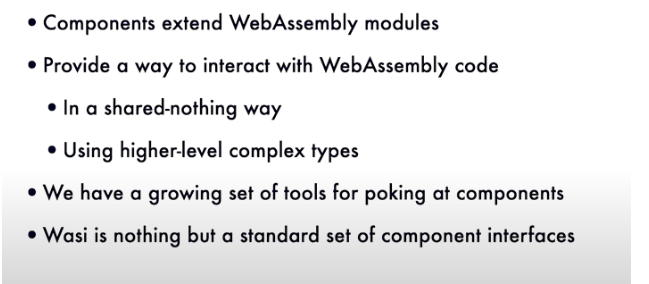 • Components extend WebAssembly modules
• Provide a way to interact with WebAssembly code
• In a shared-nothing way
• Using higher-level complex types
• We have a growing set of tools for poking at components
• Wasi is nothing but a standard set of component interfaces